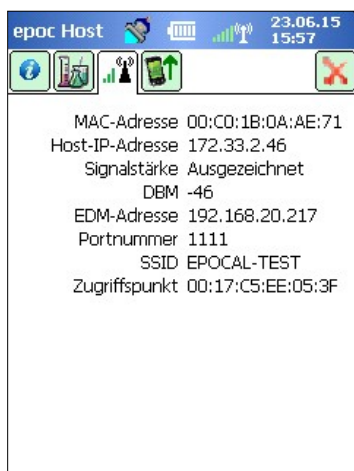 epoc Host 23.06.15
15:57
MAC-Adresse 00:C0:1B:0A:AE:71
Host-IP-Adresse 172.33.2.46
Signalstärke Ausgezeichnet
DBM -46
EDM-Adresse 192.168.20.217
Portnummer 1111
SSID EPOCAL-TEST
Zugriffspunkt 00:17:C5:EE:05:3F